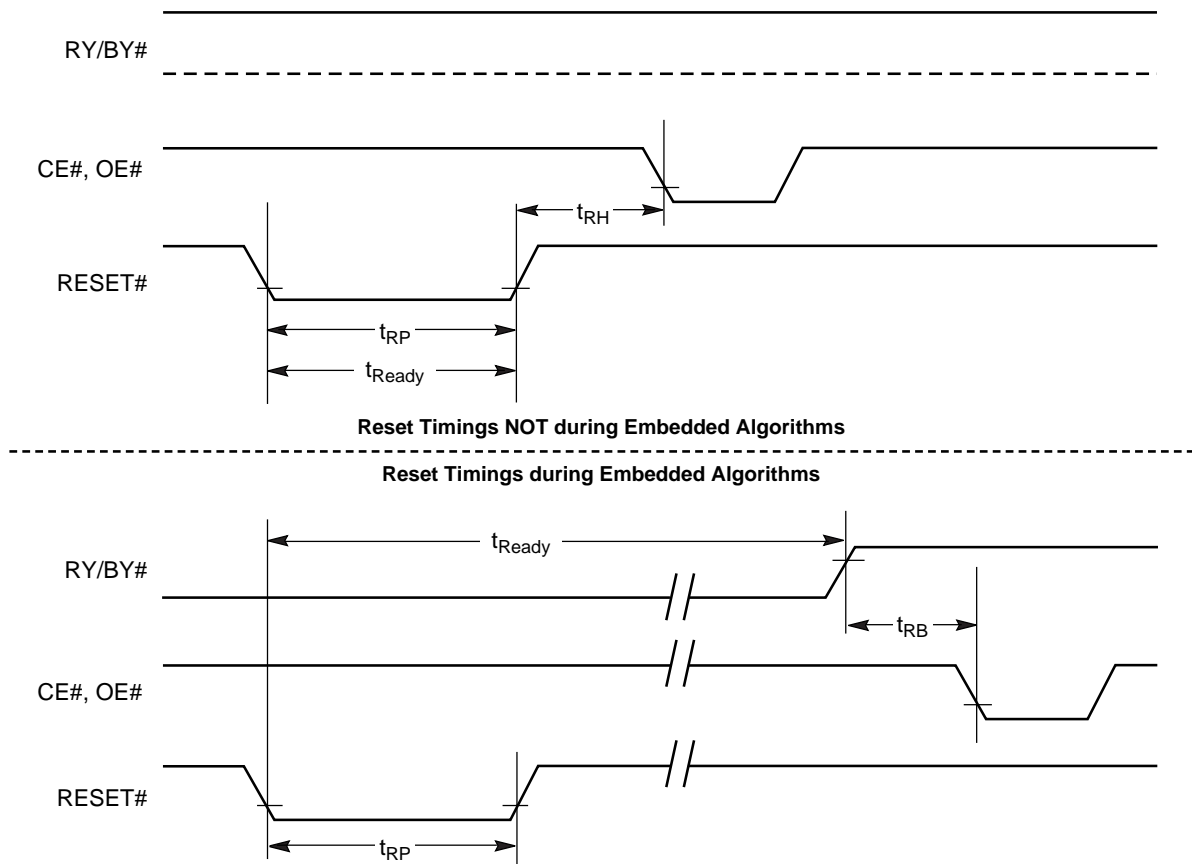 RY/BY#
CE#, OE#
tRH
RESET#
tRP
tReady
Reset Timings NOT during Embedded Algorithms
Reset Timings during Embedded Algorithms
tReady
RY/BY#
tRB
CE#, OE#
RESET#
tRP